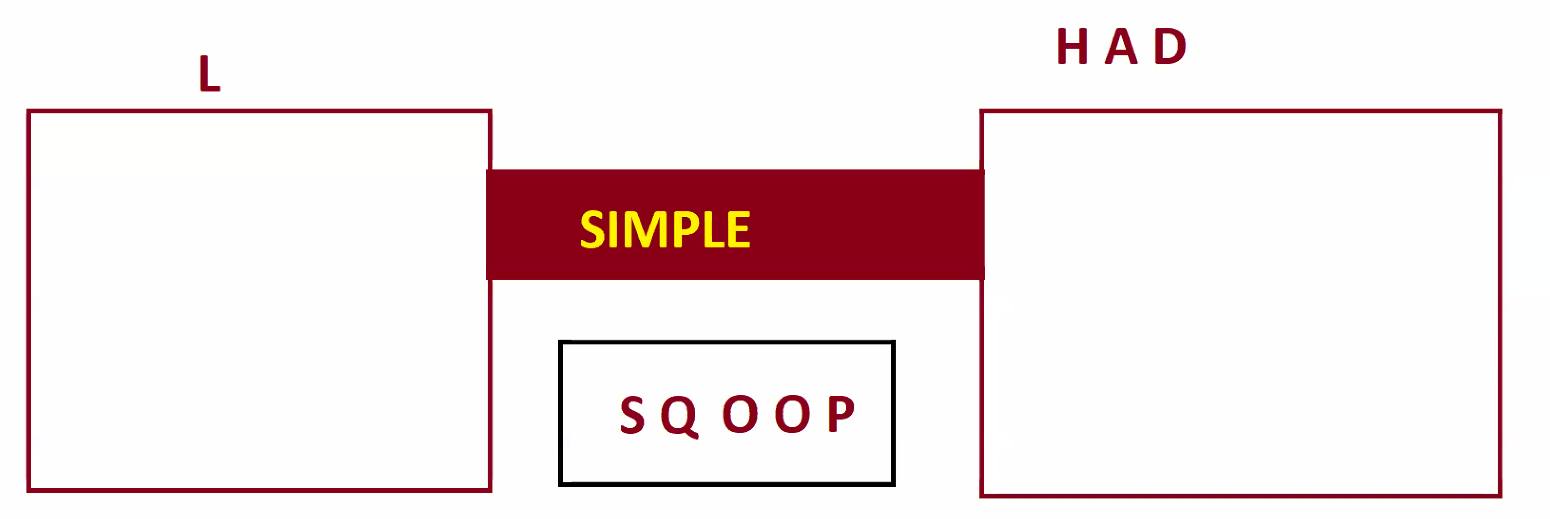 L
H A D
SIMPLE
S Q O O P